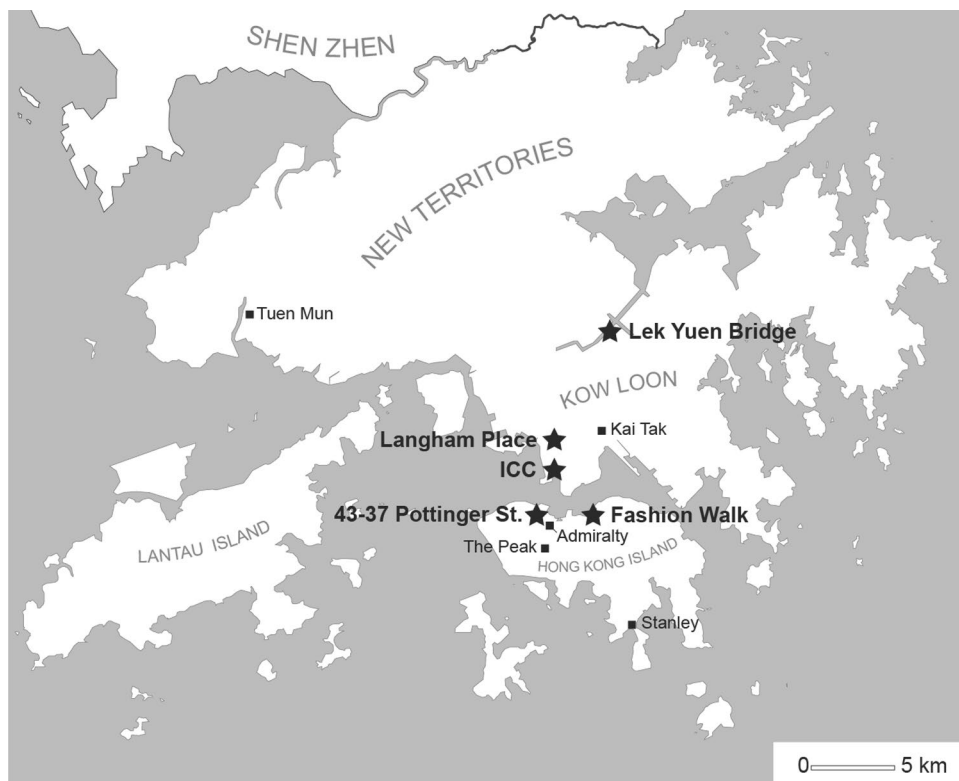 SHEN ZHEN
NEW TERRITORIES
Tuen Mun
Lek Yuen Bridge
KOW LOON
Kai Tak
Langham Place
ICC
43-37 Pottinger St.
Fashion Walk
Admiralty
The Peak
LANTAU ISLAND
HONG KONG ISLAND
Stanley
0 5 km